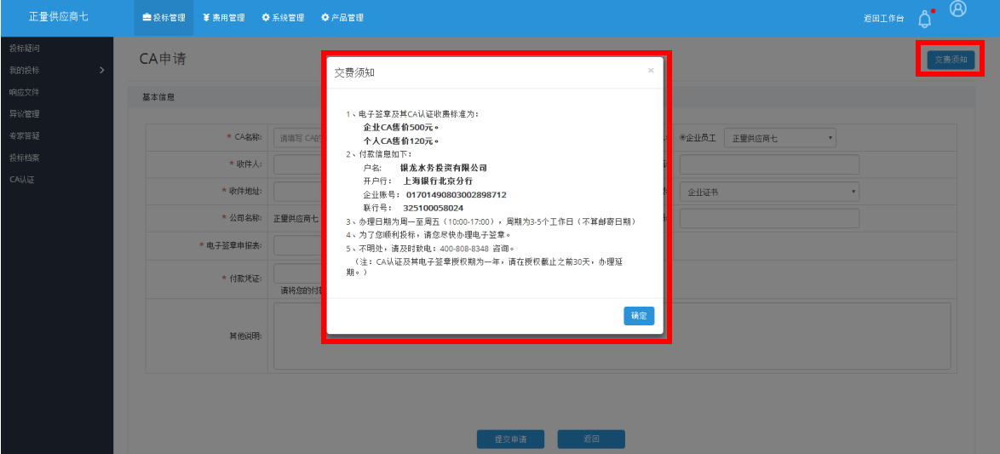 正量供应商七
投标管理
¥ 费用管理
系统管理
产品管理
返回工作台
投标疑问
我的投标
响应文件
异议管理
专家答疑
投标档案
CA认证
CA申请
交费须知
基本信息
* CA名称:
请填写 CA的
企业员工
正量供应商七
* 收件人:
* 收件地址:
企业证书
* 公司名称:
正量供应商七
* 电子签章申报表:
* 付款凭证:
请将您的付款
其他说明:
提交申请
返回
交费须知
×
1、电子签章及其CA认证收费标准为:
企业CA售价500元。
个人CA售价120元。
2、付款信息如下:
户名: 银龙水务投资有限公司
开户行: 上海银行北京分行
企业账号: 01701490803002898712
联行号: 325100058024
3、办理日期为周一至周五（10:00-17:00），周期为3-5个工作日（不算邮寄日期）
4、为了您顺利投标，请您尽快办理电子签章。
5、不明处，请及时致电: 400-808-8348 咨询。
（注: CA认证及其电子签章授权期为一年，请在授权截止之前30天，办理延
期。）
确定